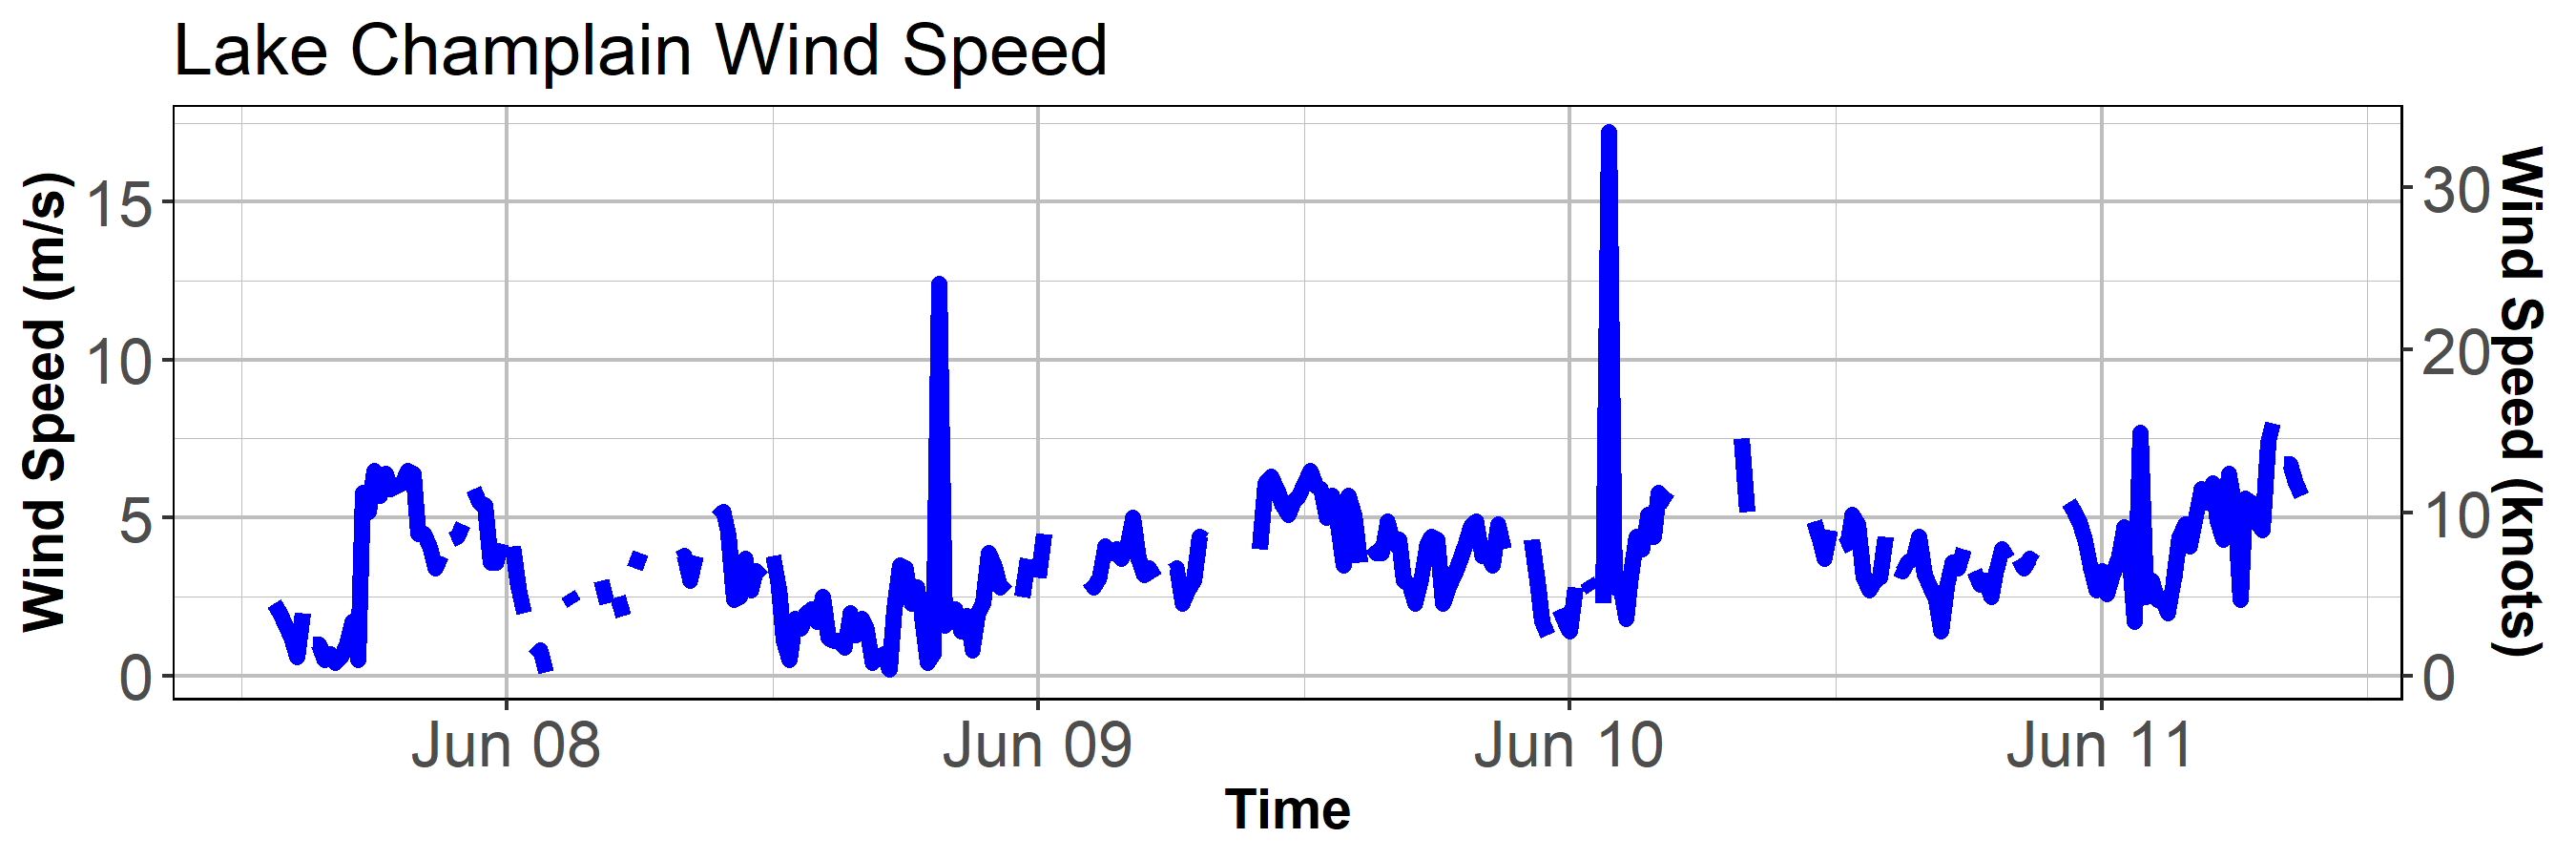 Lake Champlain Wind Speed
Wind Speed (m/s)
15
10
5
0
30
20
10
0
Wind Speed (knots)
Jun 08
Jun 09
Jun 10
Jun 11
Time